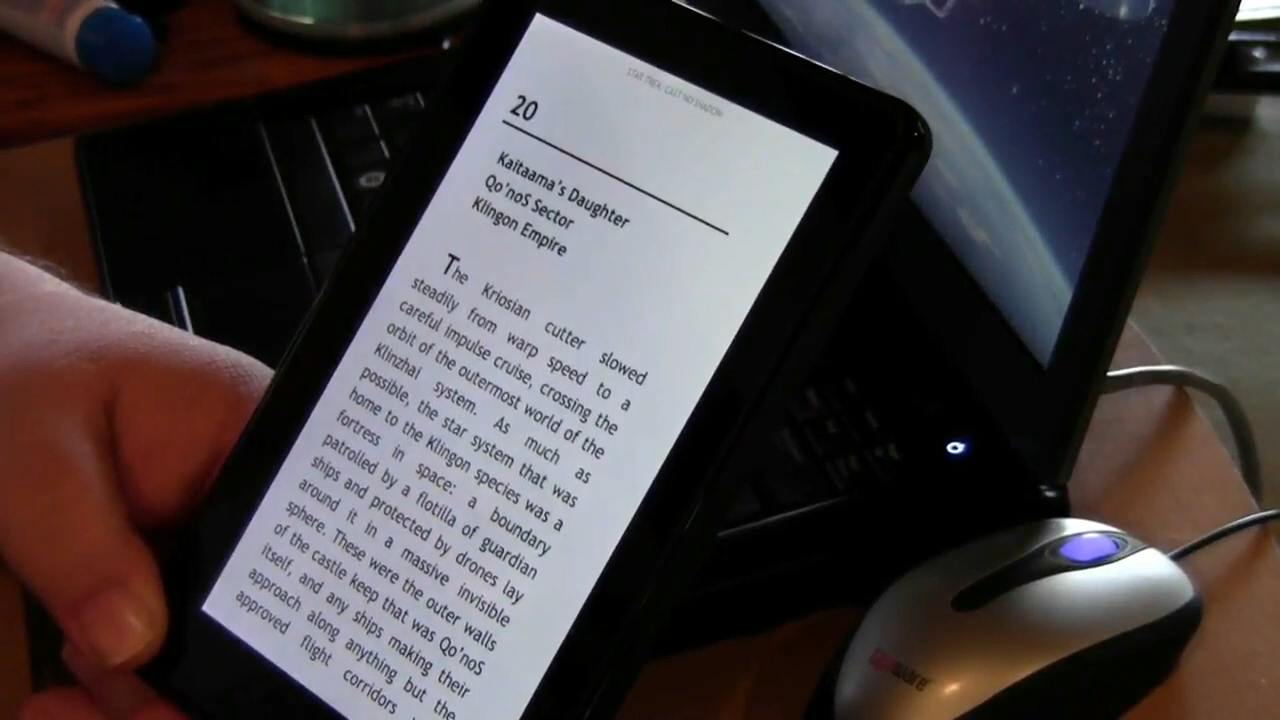 STAR TREK: CAST NO SHADOW
20
Kaitaama's Daughter
Qo'noS Sector
Klingon Empire
The Kriosian cutter slowed
steadily from warp speed to a
careful impulse cruise, crossing the
orbit of the outermost world of the
Klinzhai system. As much as
possible, the star system that was
home to the Klingon species was a
fortress in space: a boundary
patrolled by a flotilla of guardian
ships and protected by drones lay
around it in a massive invisible
sphere. These were the outer walls
of the castle keep that was Qo'noS
itself, and any ships making their
approach along anything but the
approved flight corridors